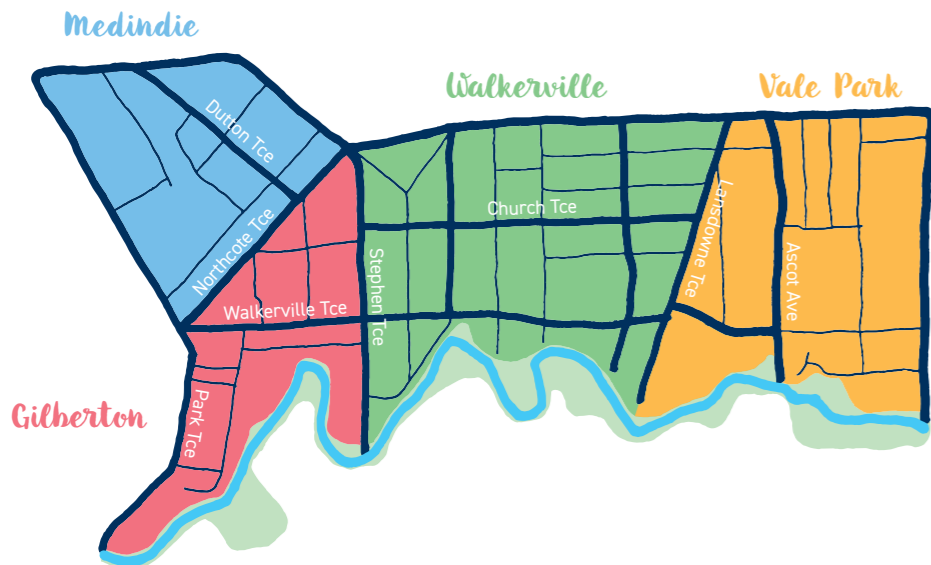 Medindie
Walkerville
Vale Park
Dutton Tce
Church Tce
Lansdowne Tce
Northcote Tce
Stephen Tce
Ascot Ave
Walkerville Tce
Gilberton
Park Tce